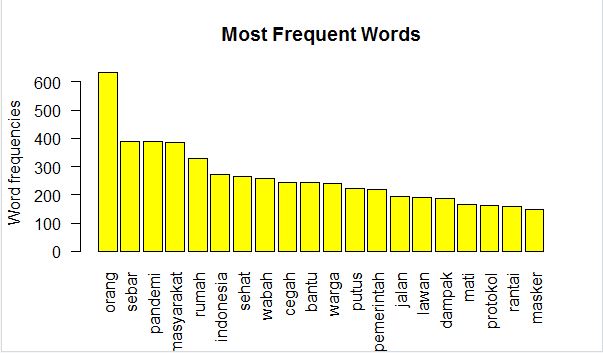 Most Frequent Words
Word frequencies
600
500
400
300
200
100
0
orang
sebar
pandemi
masyarakat
rumah
indonesia
sehat
wabah
cegah
bantu
warga
putus
pemerintah
jalan
lawan
dampak
mati
protokol
rantai
masker